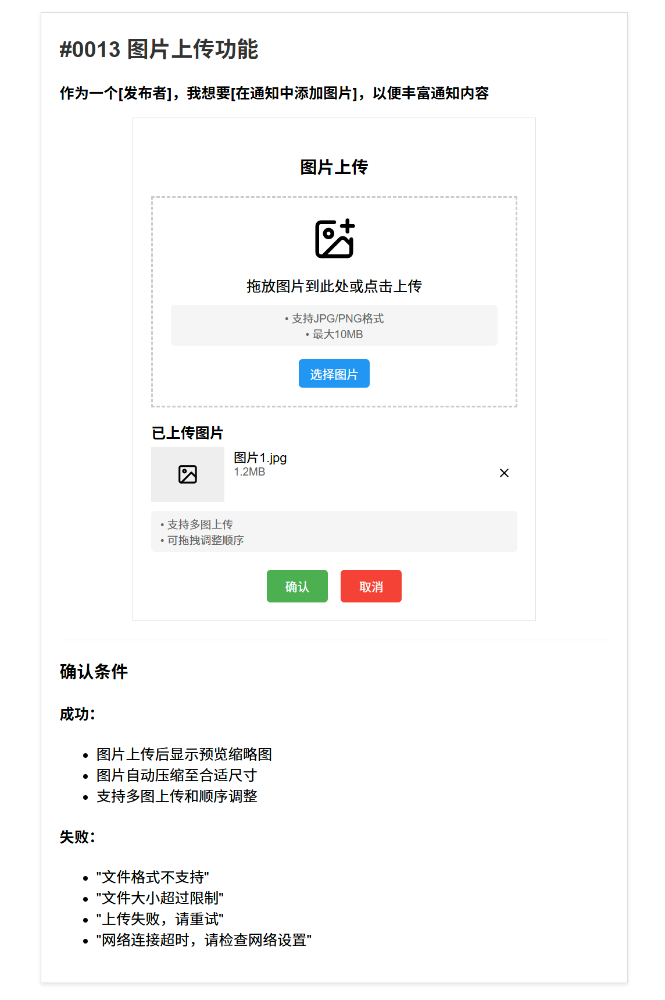 #0013 图片上传功能
作为一个[发布者]，我想要[在通知中添加图片]，以便丰富通知内容
图片上传
拖放图片到此处或点击上传
• 支持JPG/PNG格式
• 最大10MB
选择图片
已上传图片
图片1.jpg
1.2MB
• 支持多图上传
• 可拖拽调整顺序
确认
取消
确认条件
成功：
• 图片上传后显示预览缩略图
• 图片自动压缩至合适尺寸
• 支持多图上传和顺序调整
失败：
• "文件格式不支持"
• "文件大小超过限制"
• "上传失败，请重试"
• "网络连接超时，请检查网络设置"